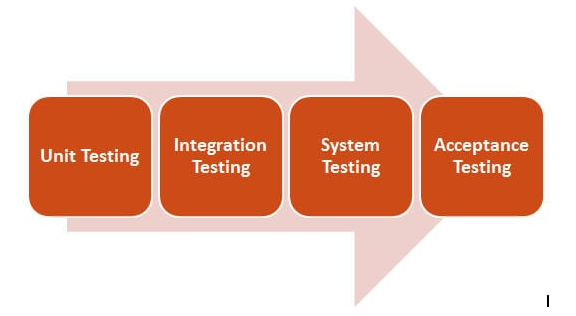 Unit Testing
Integration
Testing
System
Testing
Acceptance
Testing